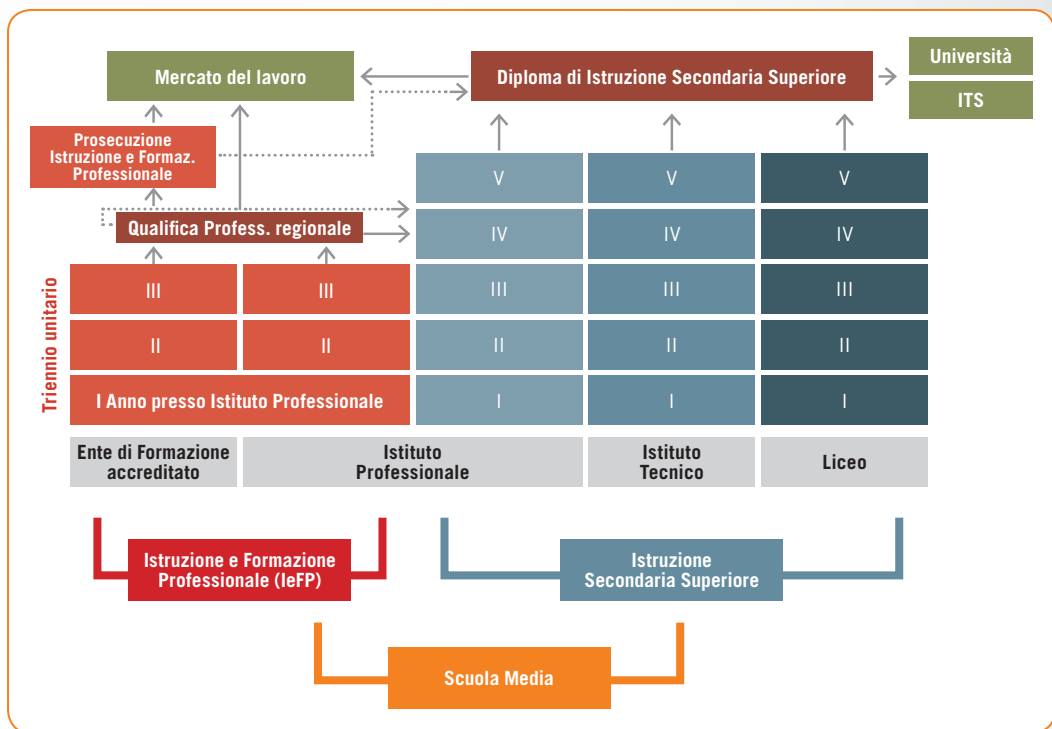 Mercato del lavoro
Diploma di Istruzione Secondaria Superiore
Università
ITS
Prosecuzione
Istruzione e Formaz.
Professionale
Qualifica Profess. regionale
V
V
V
IV
IV
IV
Triennio unitario
III
III
III
III
III
II
II
II
II
II
I Anno presso Istituto Professionale
I
I
I
Ente di Formazione
accreditato
Istituto
Professionale
Istituto
Tecnico
Liceo
Istruzione e Formazione
Professionale (IeFP)
Istruzione
Secondaria Superiore
Scuola Media